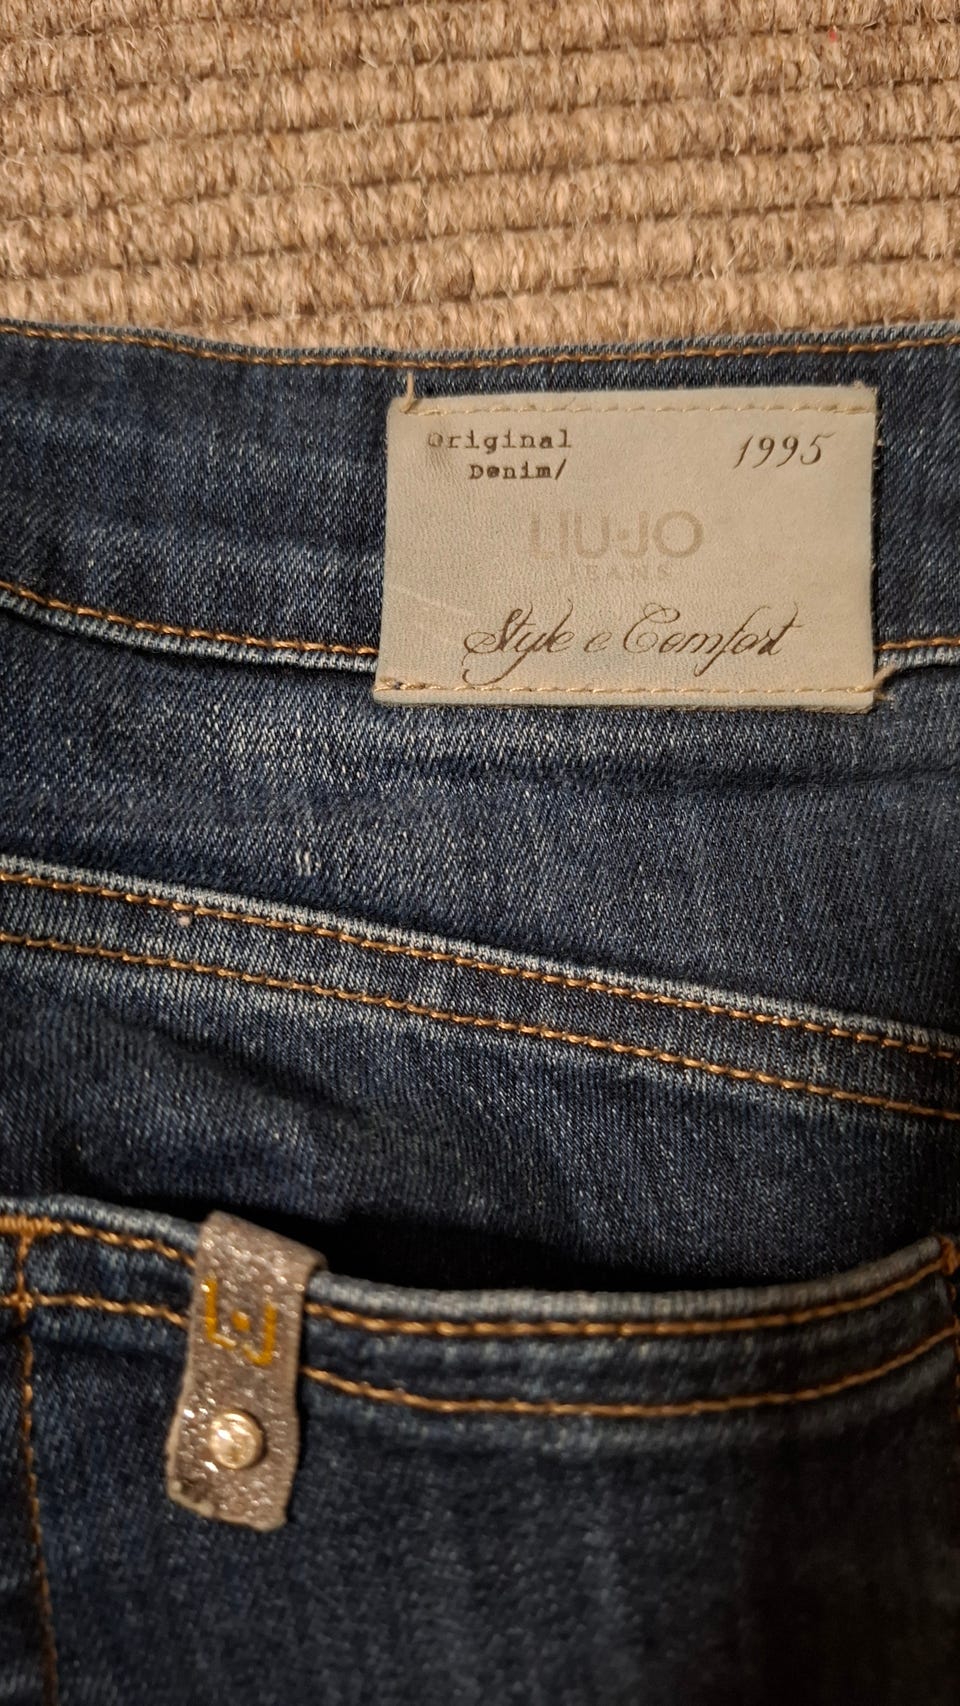 Original
1995
Denim/
LIU·JO
JEANS
Style e Comfort
L·J